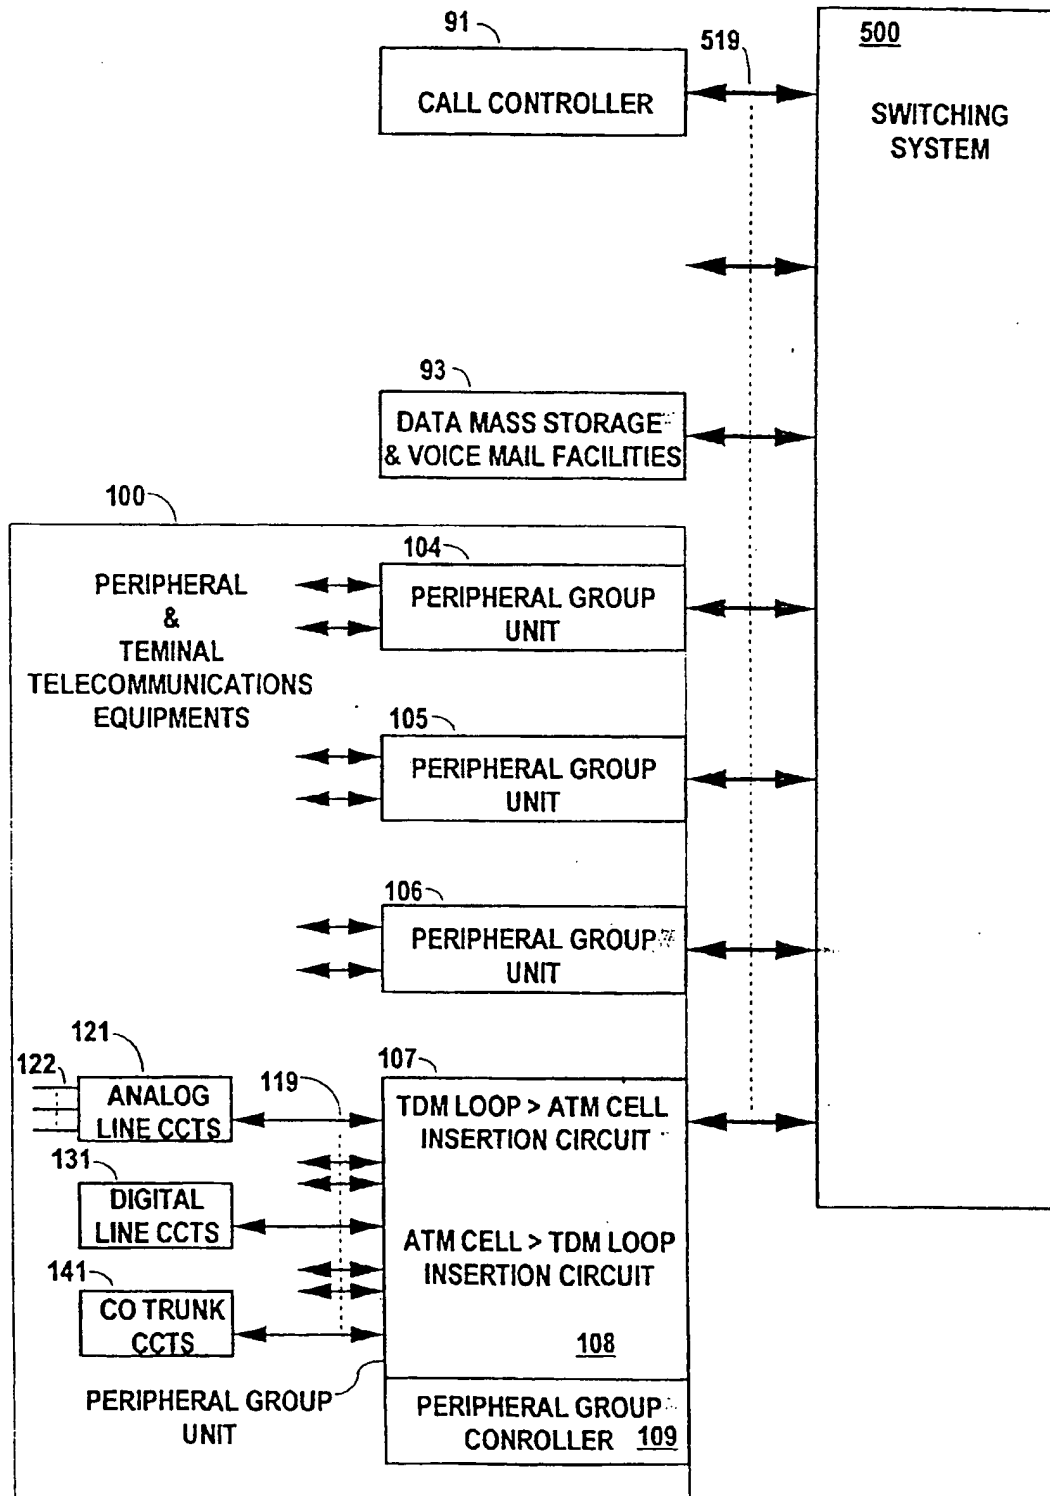 91
CALL CONTROLLER
519
500
SWITCHING
SYSTEM
93
DATA MASS STORAGE
& VOICE MAIL FACILITIES
100
PERIPHERAL
&
TEMINAL
TELECOMMUNICATIONS
EQUIPMENTS
104
PERIPHERAL GROUP
UNIT
105
PERIPHERAL GROUP
UNIT
106
PERIPHERAL GROUP
UNIT
121
122
ANALOG
LINE CCTS
119
107
TDM LOOP > ATM CELL
INSERTION CIRCUIT
131
DIGITAL
LINE CCTS
ATM CELL > TDM LOOP
INSERTION CIRCUIT
141
CO TRUNK
CCTS
108
PERIPHERAL GROUP
UNIT
PERIPHERAL GROUP
CONROLLER 109